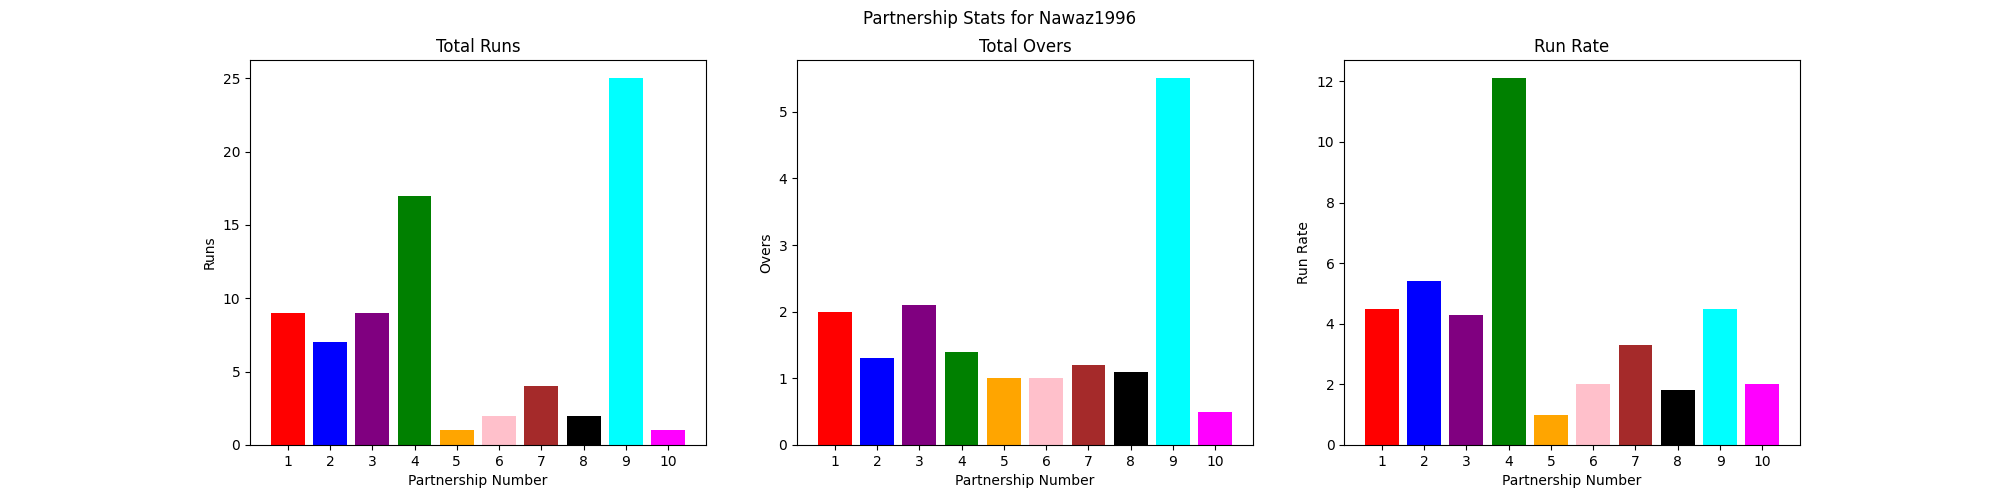 Partnership Stats for Nawaz1996
Total Runs
Runs
25
20
15
10
5
0
1 2 3 4 5 6 7 8 9 10
Partnership Number
Total Overs
Overs
5
4
3
2
1
0
1 2 3 4 5 6 7 8 9 10
Partnership Number
Run Rate
Run Rate
12
10
8
6
4
2
0
1 2 3 4 5 6 7 8 9 10
Partnership Number